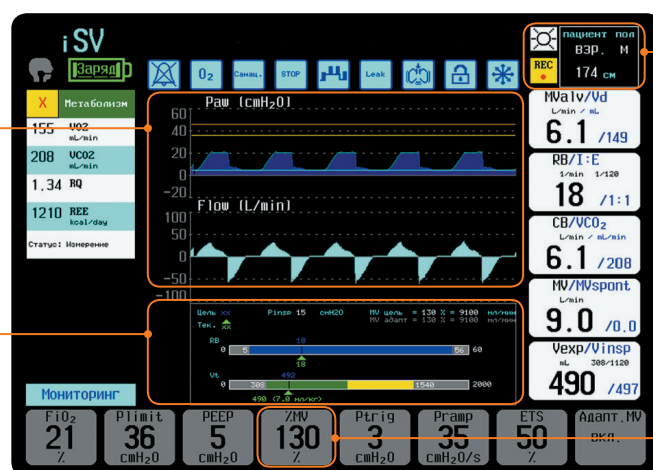 iSV
Заряд
O₂
Санац.
STOP
Leak
REC
пациент пол
ВЗР. М
174 см
X Метаболизм
155 VO2
mL/min
208 VCO2
mL/min
1.34 RQ
1210 REE
kcal/day
Статус: Измерение
Paw (cmH₂O)
60
40
20
0
-20
Flow (L/min)
100
50
0
-50
-100
MValv/Vd
L/min / mL
6.1 /149
RB/I:E
1/min 1/120
18 /1:1
CB/VCO₂
L/min / mL/min
6.1 /208
MV/MVspont
L/min
9.0 /0.0
Vexp/Vinsp
mL 308/1120
490 /497
Цель xx Pinsp 15 cmH2O MV цель = 130 % = 9100 мл/мин
Тек. xx MV адапт = 130 % = 9100 мл/мин
RB 18
0 5 56 60
18
Vt 492
0 308 1540 2000
490 (7,0 мл/кг)
Мониторинг
FiO₂
21
%
Plimit
36
cmH₂O
PEEP
5
cmH₂O
%MV
130
%
Ptrig
3
cmH₂O
Pramp
35
cmH₂O/s
ETS
50
%
Адапт.MV
ВКЛ.